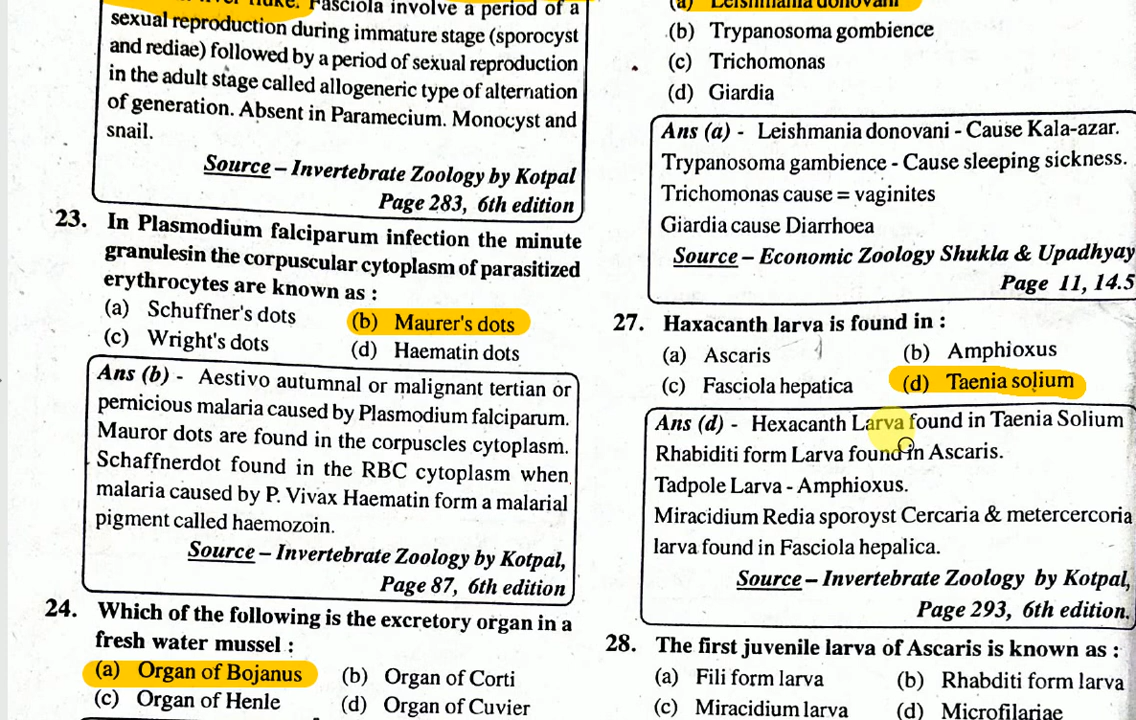 Fasciola involve a period of a
sexual reproduction during immature stage (sporocyst
and rediae) followed by a period of sexual reproduction
in the adult stage called allogeneric type of alternation
of generation. Absent in Paramecium. Monocyst and
snail.
Source – Invertebrate Zoology by Kotpal
Page 283, 6th edition
23. In Plasmodium falciparum infection the minute
granulesin the corpuscular cytoplasm of parasitized
erythrocytes are known as :
(a) Schuffner's dots (b) Maurer's dots
(c) Wright's dots (d) Haematin dots
Ans (b) - Aestivo autumnal or malignant tertian or
pernicious malaria caused by Plasmodium falciparum.
Mauror dots are found in the corpuscles cytoplasm.
Schaffnerdot found in the RBC cytoplasm when
malaria caused by P. Vivax Haematin form a malarial
pigment called haemozoin.
Source – Invertebrate Zoology by Kotpal,
Page 87, 6th edition
24. Which of the following is the excretory organ in a
fresh water mussel :
(a) Organ of Bojanus (b) Organ of Corti
(c) Organ of Henle (d) Organ of Cuvier
(a) Leishmania donovani
(b) Trypanosoma gombience
(c) Trichomonas
(d) Giardia
Ans (a) - Leishmania donovani - Cause Kala-azar.
Trypanosoma gambience - Cause sleeping sickness.
Trichomonas cause = vaginites
Giardia cause Diarrhoea
Source – Economic Zoology Shukla & Upadhyay
Page 11, 14.5
27. Haxacanth larva is found in :
(a) Ascaris (b) Amphioxus
(c) Fasciola hepatica (d) Taenia solium
Ans (d) - Hexacanth Larva found in Taenia Solium
Rhabiditi form Larva found in Ascaris.
Tadpole Larva - Amphioxus.
Miracidium Redia sporoyst Cercaria & metercercoria
larva found in Fasciola hepalica.
Source – Invertebrate Zoology by Kotpal,
Page 293, 6th edition.
28. The first juvenile larva of Ascaris is known as :
(a) Fili form larva (b) Rhabditi form larva
(c) Miracidium larva (d) Microfilariae